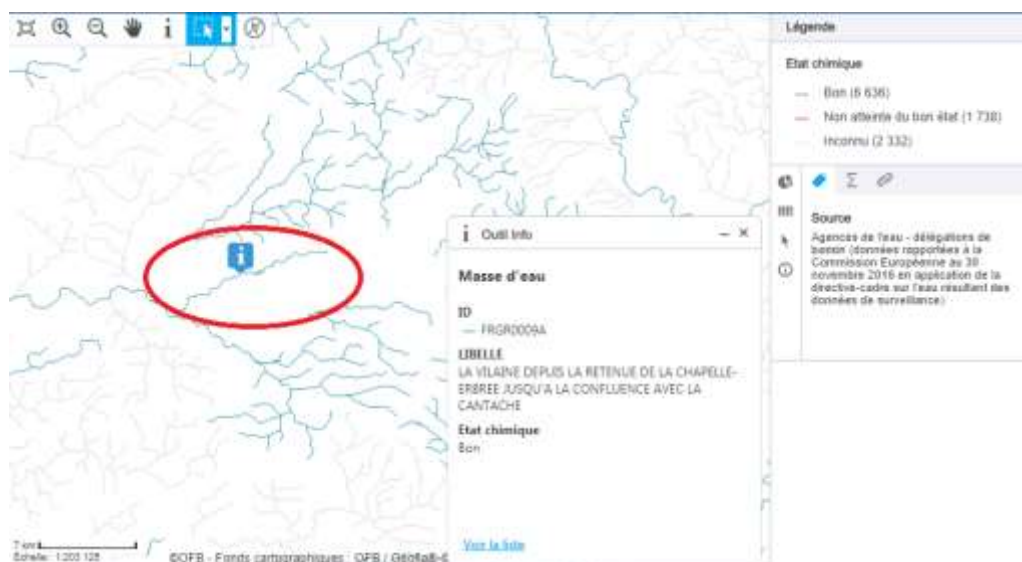 Légende
Etat chimique
Bon (6 636)
Non atteinte du bon état (1 738)
Inconnu (2 332)
Source
Agences de l'eau - délégations de
bassin (données rapportées à la
Commission Européenne au 30
novembre 2016 en application de la
directive-cadre sur l'eau résultant des
données de surveillance)
i Outil Info
Masse d'eau
ID
FRGR0009A
LIBELLE
LA VILAINE DEPUIS LA RETENUE DE LA CHAPELLE-
ERBREE JUSQU'A LA CONFLUENCE AVEC LA
CANTACHE
Etat chimique
Bon
Voir la liste
7 km
Echelle: 1:203 128
©OFB - Fonds cartographiques : OFB /